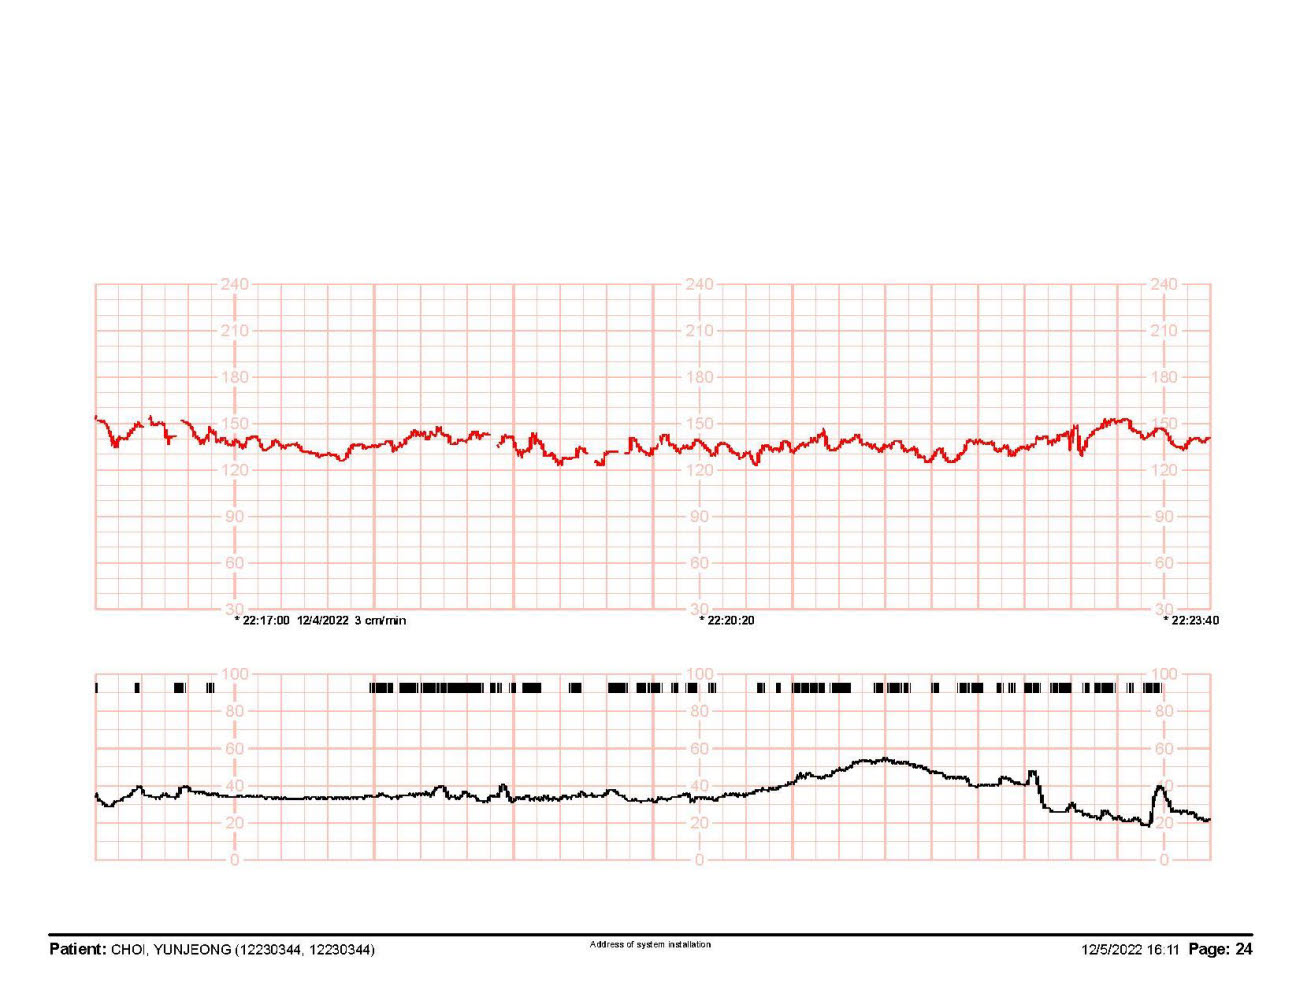 240 240 240
210 210 210
180 180 180
150 150 150
120 120 120
90 90 90
60 60 60
30 30 30
* 22:17:00 12/4/2022 3 cm/min * 22:20:20 * 22:23:40
100 100 100
80 80 80
60 60 60
40 40 40
20 20 20
0 0 0
Patient: CHOI, YUNJEONG (12230344, 12230344) Address of system installation 12/5/2022 16:11 Page: 24